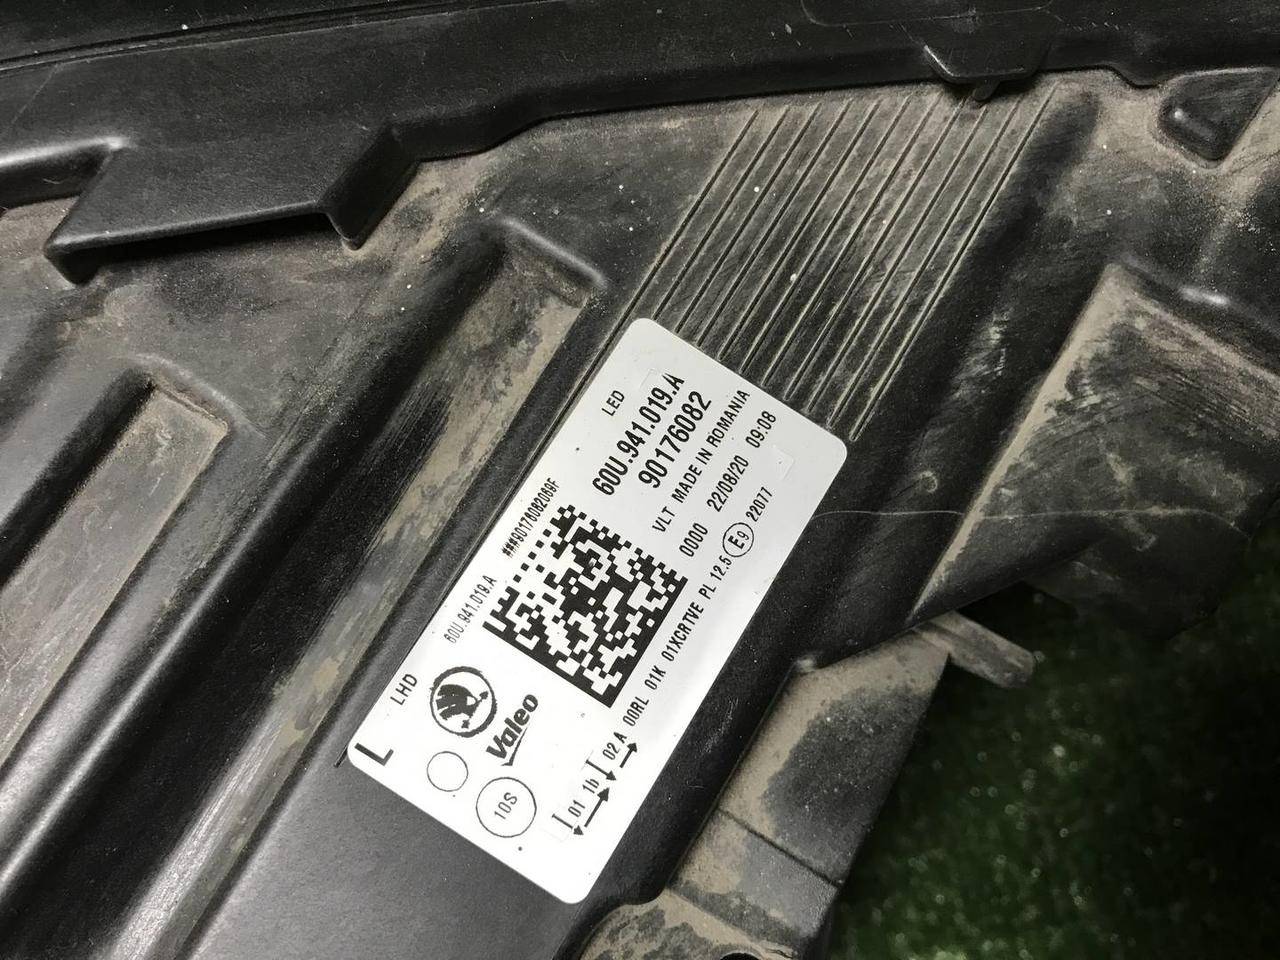 LED
60U.941.019.A
90176082
VLT MADE IN ROMANIA
0000 22/08/20 09:08
###90176082069F
60U.941.019.A
PL 12.5 E9 22077
00RL 01K 01XCRTVE
02 A
01 1b
LHD
Valeo
L
10S